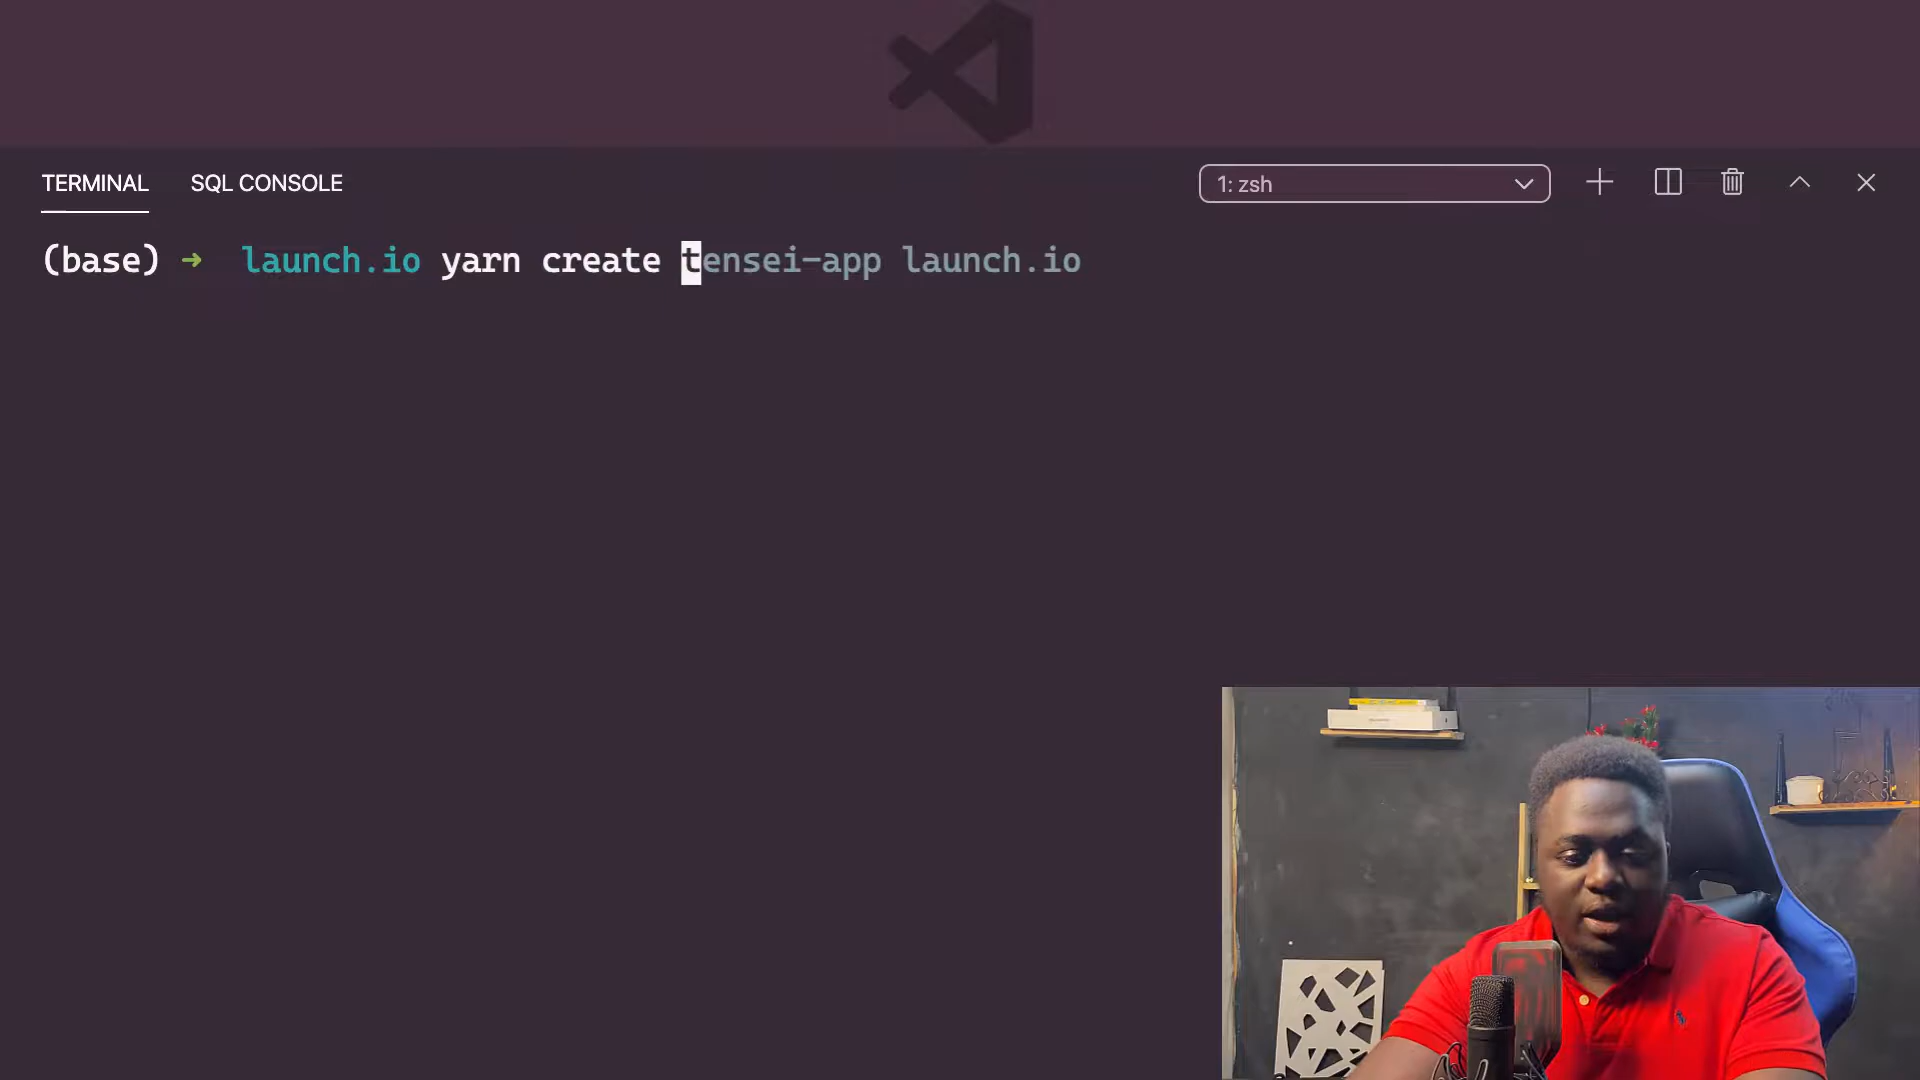 TERMINAL SQL CONSOLE 1: zsh
(base) ➜ launch.io yarn create tensei-app launch.io